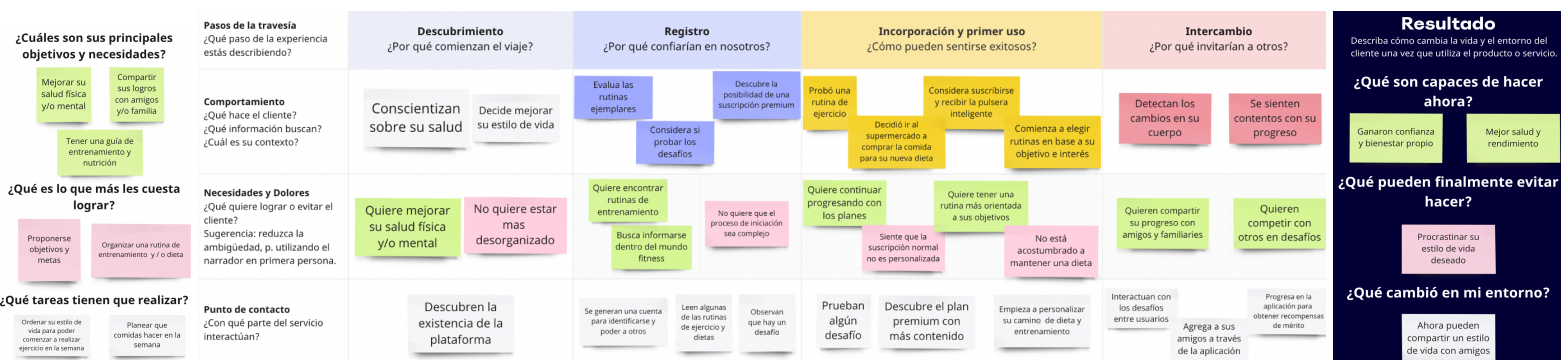 ¿Cuáles son sus principales
objetivos y necesidades?
Mejorar su
salud física
y/o mental
Compartir
sus logros
con amigos
y/o familia
Tener una guía de
entrenamiento y
nutrición
¿Qué es lo que más les cuesta
lograr?
Proponerse
objetivos y
metas
Organizar una rutina de
entrenamiento y / o dieta
¿Qué tareas tienen que realizar?
Ordenar su estilo de
vida para poder
comenzar a realizar
ejercicio en la semana
Planear que
comidas hacer en la
semana
Pasos de la travesía
¿Qué paso de la experiencia
estás describiendo?
Descubrimiento
¿Por qué comienzan el viaje?
Registro
¿Por qué confiarían en nosotros?
Incorporación y primer uso
¿Cómo pueden sentirse exitosos?
Intercambio
¿Por qué invitarían a otros?
Comportamiento
¿Qué hace el cliente?
¿Qué información buscan?
¿Cuál es su contexto?
Conscientizan
sobre su salud
Decide mejorar
su estilo de vida
Evalua las
rutinas
ejemplares
Descubre la
posibilidad de una
suscripción premium
Considera si
probar los
desafíos
Probó una
rutina de
ejercicio
Decidió ir al
supermercado a
comprar la comida
para su nueva dieta
Considera suscribirse
y recibir la pulsera
inteligente
Comienza a elegir
rutinas en base a su
objetivo e interés
Detectan los
cambios en su
cuerpo
Se sienten
contentos con su
progreso
Necesidades y Dolores
¿Qué quiere lograr o evitar el
cliente?
Sugerencia: reduzca la
ambigüedad, p. utilizando el
narrador en primera persona.
Quiere mejorar
su salud física
y/o mental
No quiere estar
mas
desorganizado
Quiere encontrar
rutinas de
entrenamiento
Busca informarse
dentro del mundo
fitness
No quiere que el
proceso de iniciación
sea complejo
Quiere continuar
progresando con
los planes
Siente que la
suscripción normal
no es personalizada
Quiere tener una
rutina más orientada
a sus objetivos
No está
acostumbrado a
mantener una dieta
Quieren compartir
su progreso con
amigos y familiares
Quieren
competir con
otros en desafíos
Punto de contacto
¿Con qué parte del servicio
interactúan?
Descubren la
existencia de la
plataforma
Se generan una cuenta
para identificarse y
poder a otros
Leen algunas
de las rutinas
de ejercicio y
dietas
Observan
que hay un
desafío
Prueban
algún
desafío
Descubre el plan
premium con
más contenido
Empieza a personalizar
su camino de dieta y
entrenamiento
Interactuan con
los desafíos
entre usuarios
Agrega a sus
amigos a través
de la aplicación
Progresa en la
aplicación para
obtener recompensas
de mérito
Resultado
Describa cómo cambia la vida y el entorno del
cliente una vez que utiliza el producto o servicio.
¿Qué son capaces de hacer
ahora?
Ganaron confianza
y bienestar propio
Mejor salud y
rendimiento
¿Qué pueden finalmente evitar
hacer?
Procrastinar su
estilo de vida
deseado
¿Qué cambió en mi entorno?
Ahora pueden
compartir un estilo
de vida con amigos